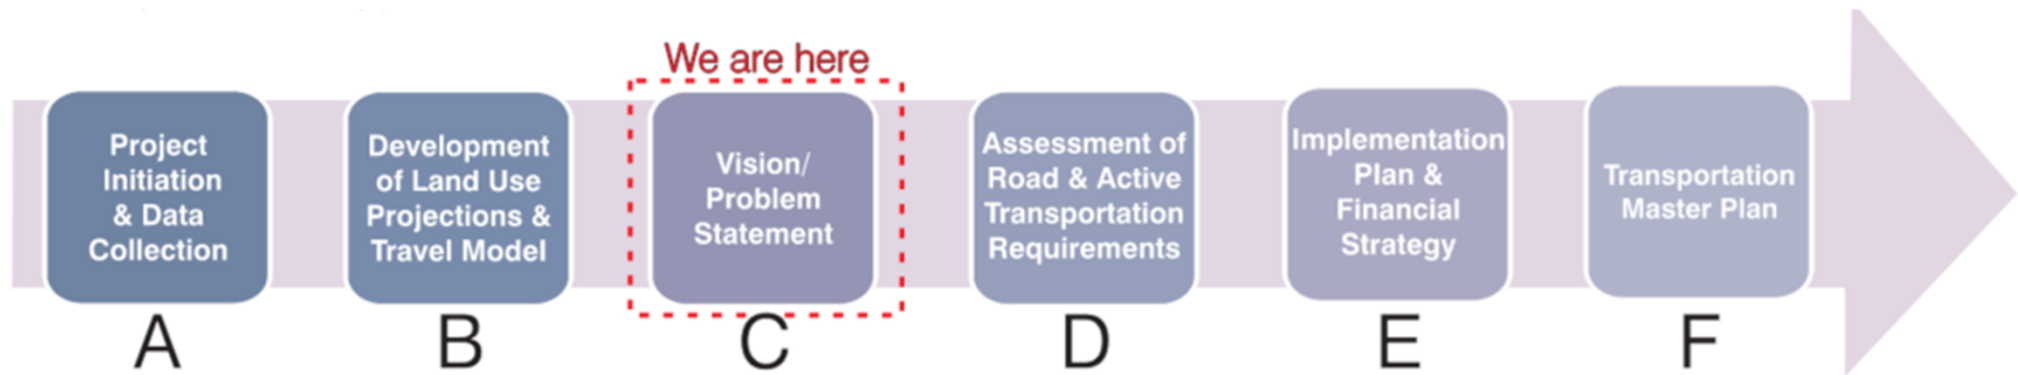 We are here
Project
Initiation
& Data
Collection
Development
of Land Use
Projections &
Travel Model
Vision/
Problem
Statement
Assessment of
Road & Active
Transportation
Requirements
Implementation
Plan &
Financial
Strategy
Transportation
Master Plan
A
B
C
D
E
F